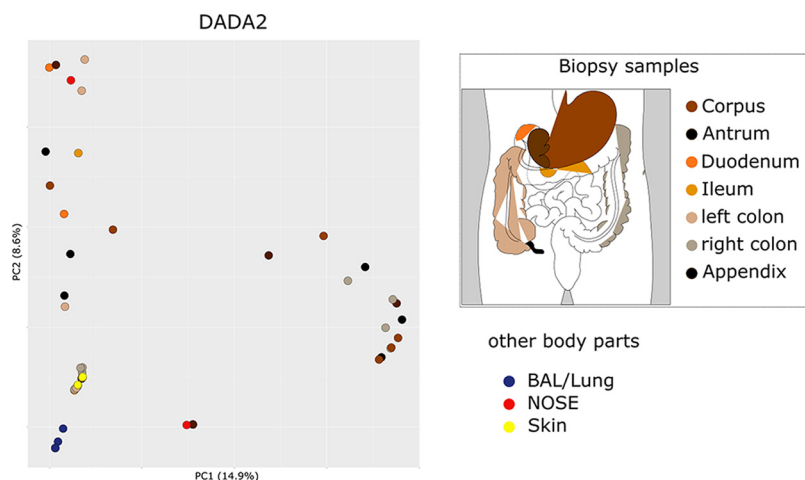 DADA2
PC2 (8.6%)
PC1 (14.9%)
Biopsy samples
Corpus
Antrum
Duodenum
Ileum
left colon
right colon
Appendix
other body parts
BAL/Lung
NOSE
Skin